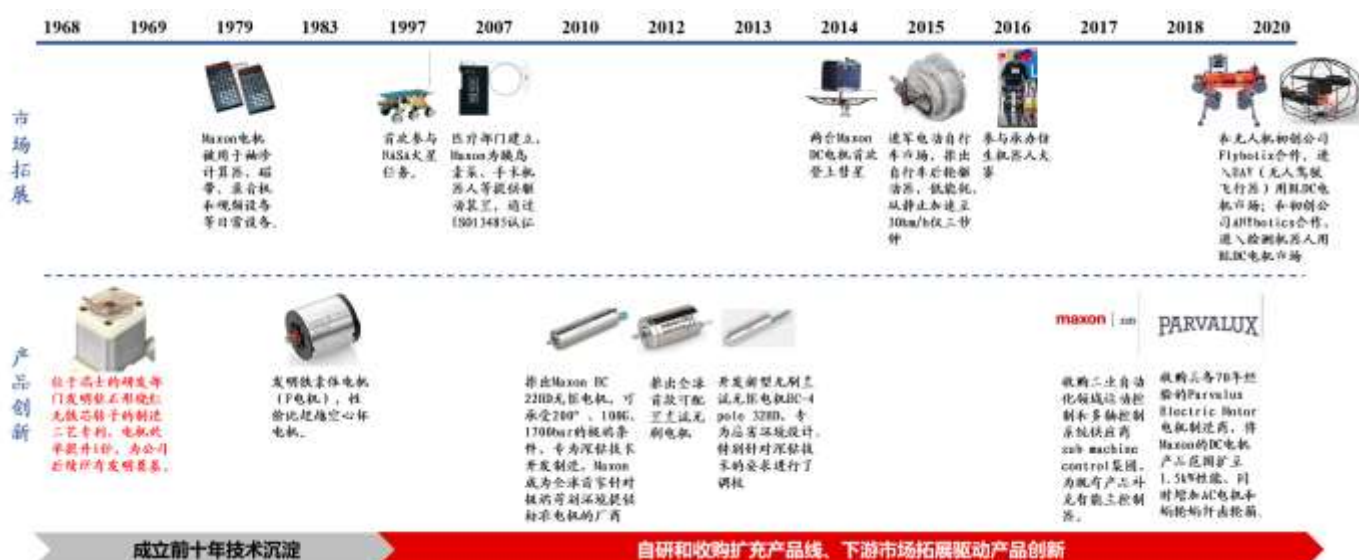 1968 1969 1979 1983 1997 2007 2010 2012 2013 2014 2015 2016 2017 2018 2020
市场拓展
Maxon电机
被用于袖珍
计算器、磁
带、录音机
和视频设备
等日常设备。
首次参与
NASA火星
任务。
医疗部门建立,
Maxon为胰岛
素泵、手术机
器人等提供驱
动装置,通过
ISO13485认证
两台Maxon
DC电机首次
登上彗星
进军电动自行
车市场,推出
自行车后轮驱
动器,低能耗,
从静止加速至
30km/h仅三秒
钟
参与承办仿
生机器人大
赛
和无人机初创公司
Flybotix合作,进
入UAV(无人驾驶
飞行器)用BLDC电
机市场;和初创公
司ANYbotics合作,
进入检测机器人用
BLDC电机市场
产品创新
位于瑞士的研发部
门发明钻石形绕组
无铁芯转子的制造
工艺专利,电机效
率提升,为公司
后续所有发明奠基。
发明铁素体电机
(F电机),性
价比超越空心杯
电机。
推出Maxon EC
22HD无刷电机,可
承受200°、100G、
1700bar的极端条
件,专为深钻技术
开发制造,Maxon
成为全球首家针对
极端苛刻环境提供
标准电机的厂商
推出全球
首款可配
置无刷电机
开发新型无刷
电机EC-4
pole 32HD,专
为苛刻环境设计,
特别针对深钻技
术的要求进行了
调校
maxon
收购工业自动
化领域运动控
制和多轴控制
系统供应商
zub machine
control集团,
为既有产品补
充智能主控制
器。
PARVALUX
收购具备70年经
验的Parvalux
Electric Motor
电机制造商,将
Maxon的DC电机
产品范围扩至
1.5kW性能,同
时增加AC电机和
蜗轮蜗杆齿轮箱。
成立前十年技术沉淀
自研和收购扩充产品线、下游市场拓展驱动产品创新